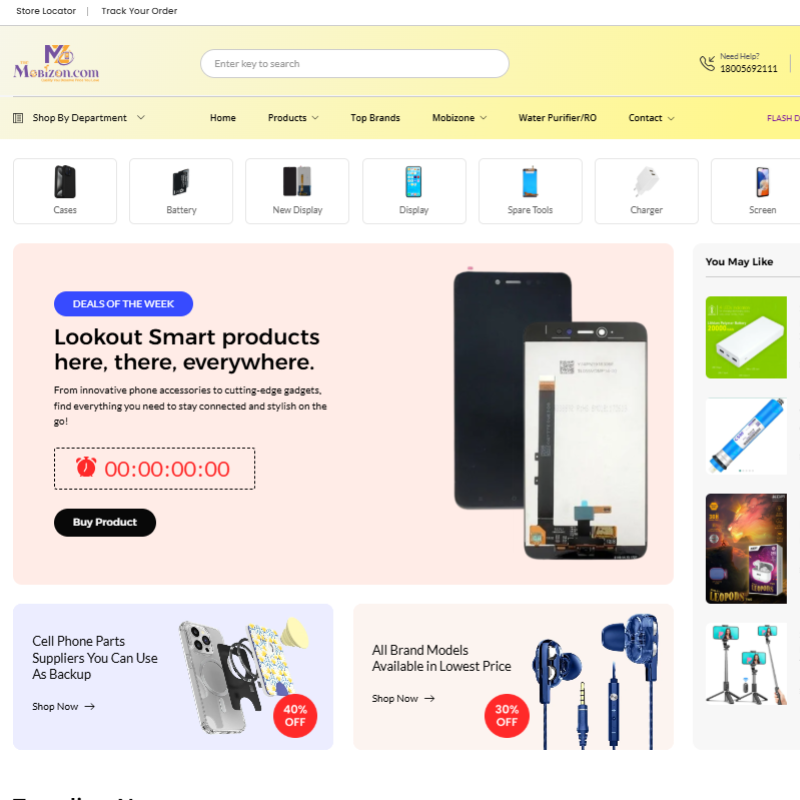 Store Locator | Track Your Order
Mobizon.com
Enter key to search
Need Help?
18005692111
Shop By Department
Home
Products
Top Brands
Mobizone
Water Purifier/RO
Contact
FLASH D
Cases
Battery
New Display
Display
Spare Tools
Charger
Screen
DEALS OF THE WEEK
Lookout Smart products
here, there, everywhere.
From innovative phone accessories to cutting-edge gadgets,
find everything you need to stay connected and stylish on the
go!
00:00:00:00
Buy Product
You May Like
LEOPODS
Cell Phone Parts
Suppliers You Can Use
As Backup
Shop Now
40%
OFF
All Brand Models
Available in Lowest Price
Shop Now
30%
OFF